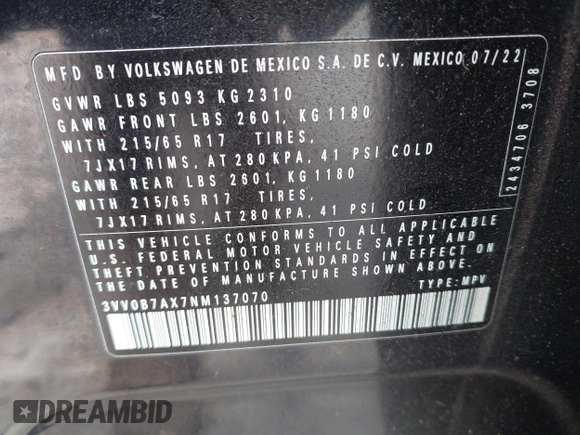 MFD BY VOLKSWAGEN DE MEXICO S.A. DE C.V. MEXICO 07/22
GVWR LBS 5093 KG 2310
GAWR FRONT LBS 2601, KG 1180
WITH 215/65 R17 TIRES,
7JX17 RIMS, AT 280 KPA, 41 PSI COLD
GAWR REAR LBS 2601, KG 1180
WITH 215/65 R17 TIRES,
7JX17 RIMS, AT 280 KPA, 41 PSI COLD
THIS VEHICLE CONFORMS TO ALL APPLICABLE
U.S. FEDERAL MOTOR VEHICLE SAFETY AND
THEFT PREVENTION STANDARDS IN EFFECT ON
THE DATE OF MANUFACTURE SHOWN ABOVE.
3VV0B7AX7NM137070 TYPE: MPV
2434706 3708
DREAMBID